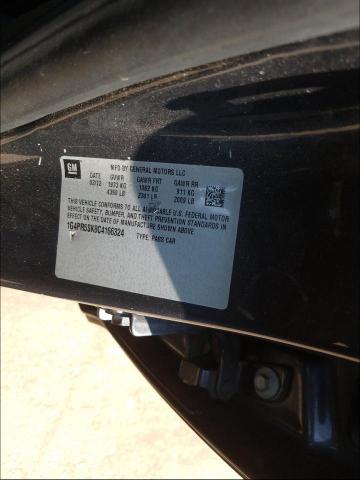 GM
MFD BY GENERAL MOTORS LLC
DATE GVWR GAWR FRT GAWR RR
03/12 1973 KG 1062 KG 911 KG
4350 LB 2341 LB 2009 LB
THIS VEHICLE CONFORMS TO ALL APPLICABLE U.S. FEDERAL MOTOR
VEHICLE SAFETY, BUMPER, AND THEFT PREVENTION STANDARDS IN
EFFECT ON THE DATE OF MANUFACTURE SHOWN ABOVE.
1G4PR5SK8C4166324 TYPE: PASS CAR